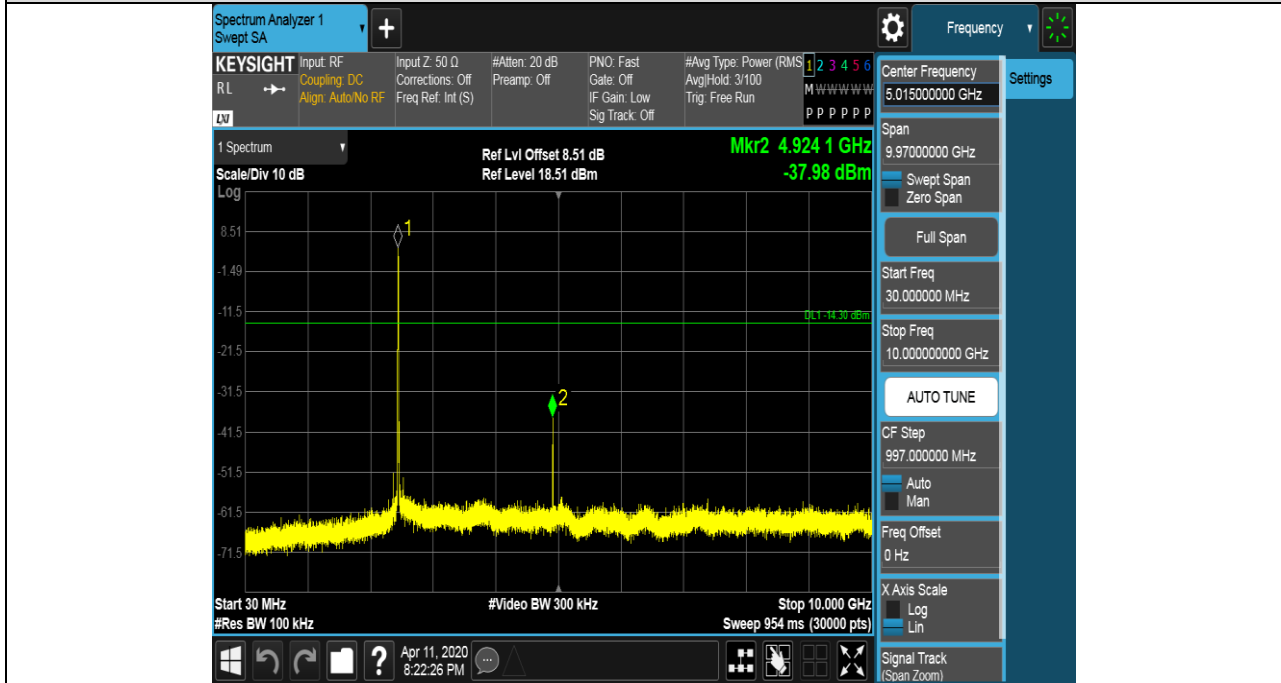 Spectrum Analyzer 1
Swept SA
Frequency
KEYSIGHT
RL
LXI
Input: RF
Coupling: DC
Align: Auto/No RF
Input Z: 50 Ω
Corrections: Off
Freq Ref: Int (S)
#Atten: 20 dB
Preamp: Off
PNO: Fast
Gate: Off
IF Gain: Low
Sig Track: Off
#Avg Type: Power (RMS
Avg|Hold: 3/100
Trig: Free Run
1 2 3 4 5 6
M W W W W W
P P P P P P
1 Spectrum
Scale/Div 10 dB
Log
Ref Lvl Offset 8.51 dB
Ref Level 18.51 dBm
Mkr2 4.924 1 GHz
-37.98 dBm
8.51
-1.49
-11.5
-21.5
-31.5
-41.5
-51.5
-61.5
-71.5
1
2
DL1 -14.30 dBm
Start 30 MHz
#Res BW 100 kHz
#Video BW 300 kHz
Stop 10.000 GHz
Sweep 954 ms (30000 pts)
Apr 11, 2020
8:22:26 PM
Center Frequency
5.015000000 GHz
Span
9.97000000 GHz
Swept Span
Zero Span
Full Span
Start Freq
30.000000 MHz
Stop Freq
10.000000000 GHz
AUTO TUNE
CF Step
997.000000 MHz
Auto
Man
Freq Offset
0 Hz
X Axis Scale
Log
Lin
Signal Track
(Span Zoom)
Settings